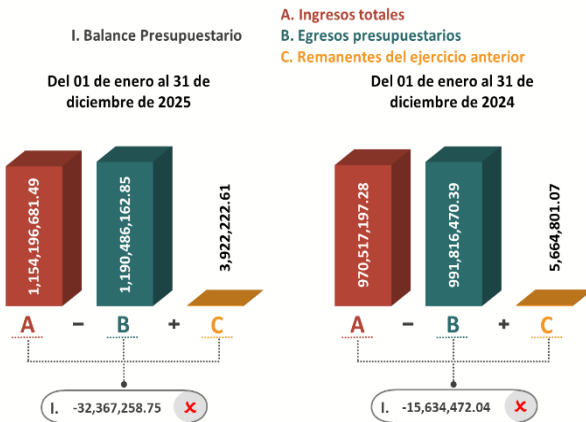 I. Balance Presupuestario
A. Ingresos totales
B. Egresos presupuestarios
C. Remanentes del ejercicio anterior
Del 01 de enero al 31 de
diciembre de 2025
1,154,196,681.49
1,190,486,162.85
3,922,222.61
A – B + C
I. -32,367,258.75 ✘
Del 01 de enero al 31 de
diciembre de 2024
970,517,197.28
991,816,470.39
5,664,801.07
A – B + C
I. -15,634,472.04 ✘